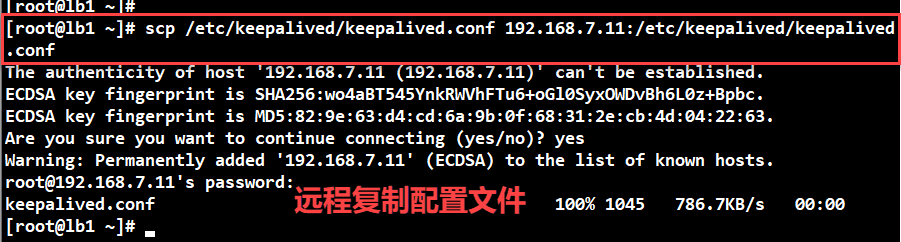 [root@lb1 ~]#
[root@lb1 ~]# scp /etc/keepalived/keepalived.conf 192.168.7.11:/etc/keepalived/keepalived
.conf
The authenticity of host '192.168.7.11 (192.168.7.11)' can't be established.
ECDSA key fingerprint is SHA256:wo4aBT545YnkRWVhFTu6+oGl0SyxOWDvBh6L0z+Bpbc.
ECDSA key fingerprint is MD5:82:9e:63:d4:cd:6a:9b:0f:68:31:2e:cb:4d:04:22:63.
Are you sure you want to continue connecting (yes/no)? yes
Warning: Permanently added '192.168.7.11' (ECDSA) to the list of known hosts.
root@192.168.7.11's password:
远程复制配置文件
keepalived.conf 100% 1045 786.7KB/s 00:00
[root@lb1 ~]#